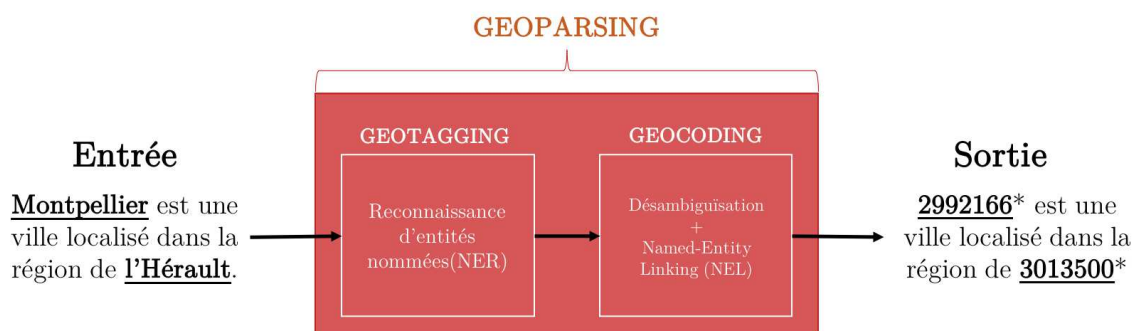 GEOPARSING
Entrée
Montpellier est une
ville localisé dans la
région de l'Hérault.
GEOTAGGING
Reconnaissance
d'entités
nommées(NER)
GEOCODING
Désambiguïsation
+
Named-Entity
Linking (NEL)
Sortie
2992166* est une
ville localisé dans la
région de 3013500*